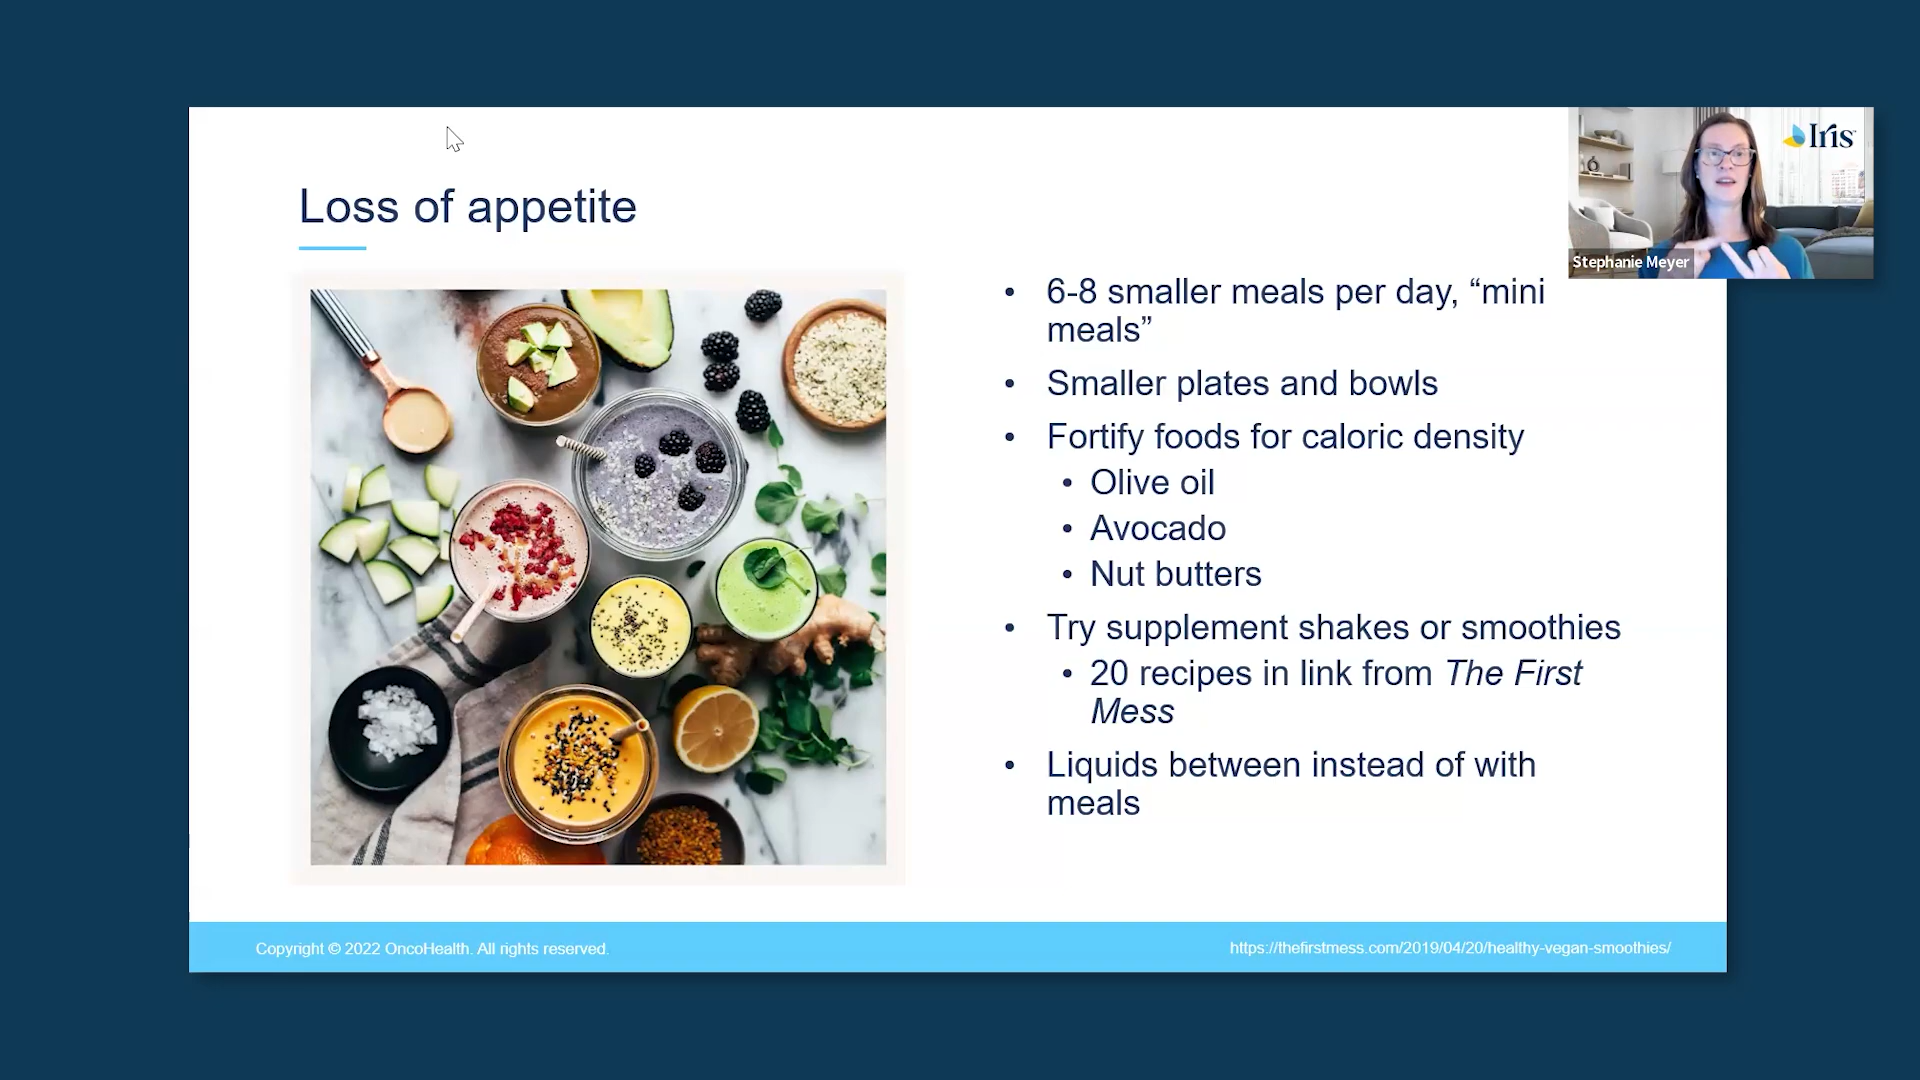 Iris
Stephanie Meyer
Loss of appetite
• 6-8 smaller meals per day, “mini
meals”
• Smaller plates and bowls
• Fortify foods for caloric density
• Olive oil
• Avocado
• Nut butters
• Try supplement shakes or smoothies
• 20 recipes in link from The First
Mess
• Liquids between instead of with
meals
Copyright © 2022 OncoHealth. All rights reserved.
https://thefirstmess.com/2019/04/20/healthy-vegan-smoothies/